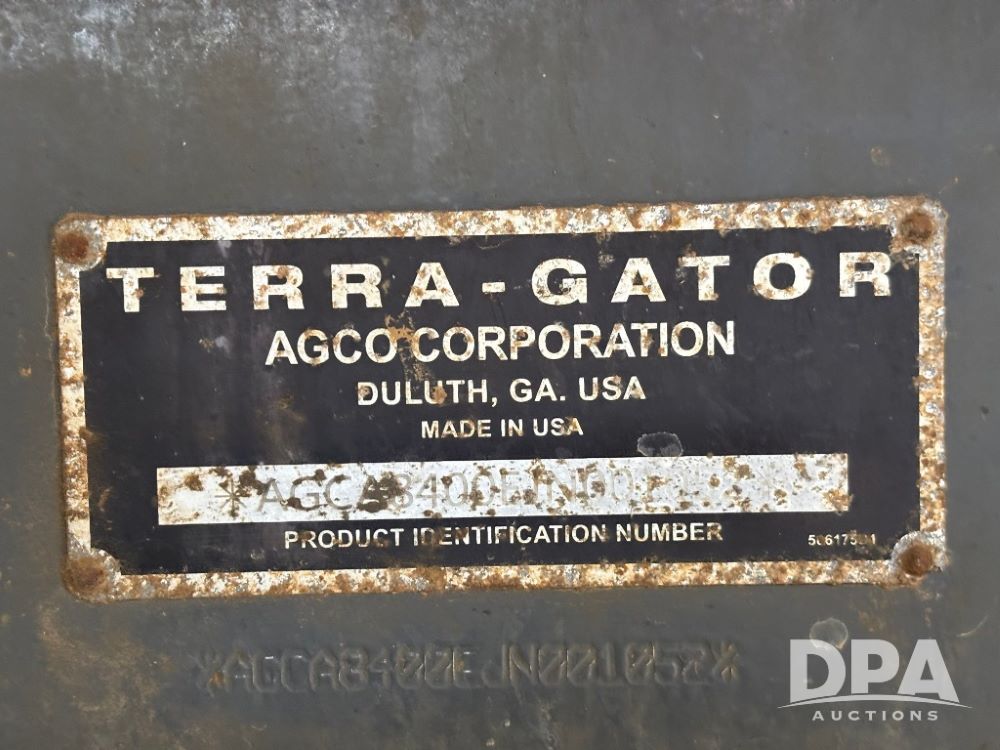 TERRA-GATOR
AGCO CORPORATION
DULUTH, GA. USA
MADE IN USA
PRODUCT IDENTIFICATION NUMBER
*AGCA8400EJN001052*
DPA
AUCTIONS